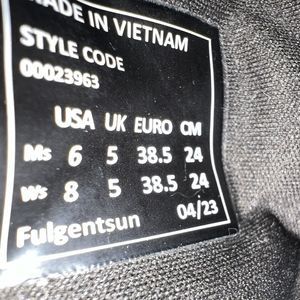 MADE IN VIETNAM
STYLE CODE
00023963
USA UK EURO CM
Ms 6 5 38.5 24
Ws 8 5 38.5 24
04/23
Fulgentsun